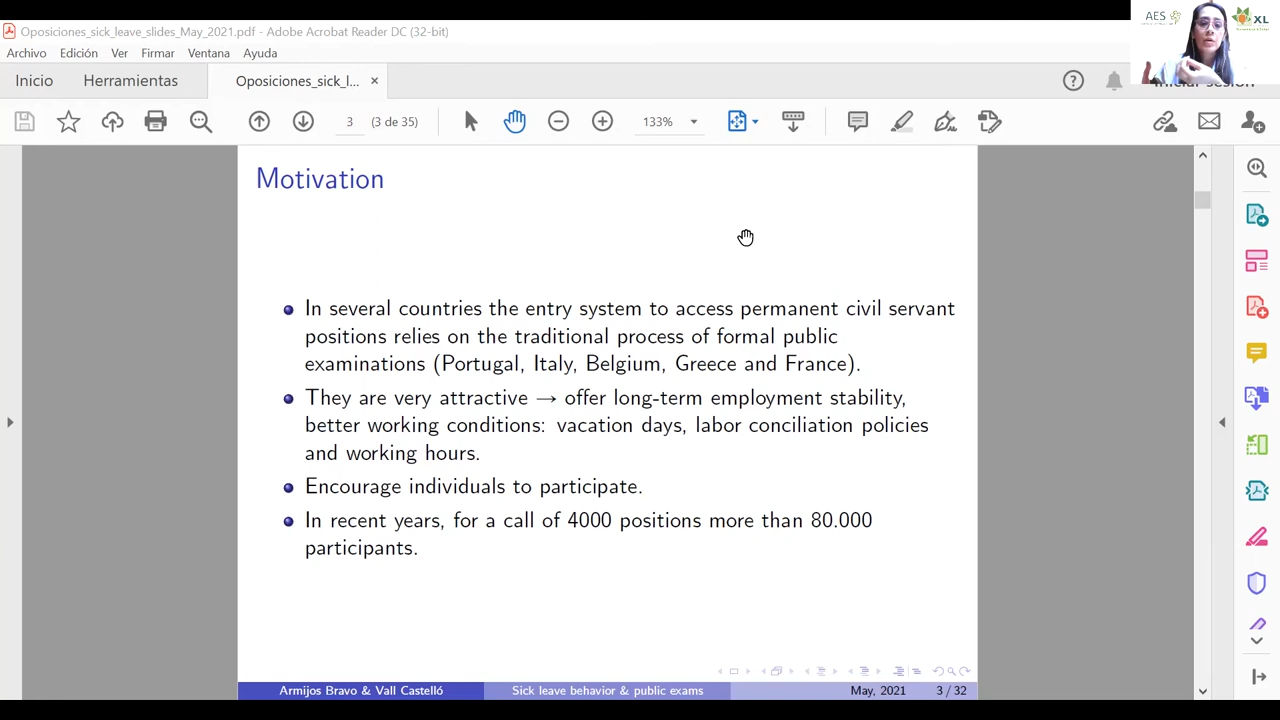 Oposiciones_sick_leave_slides_May_2021.pdf - Adobe Acrobat Reader DC (32-bit)
Archivo Edición Ver Firmar Ventana Ayuda
Inicio Herramientas Oposiciones_sick_l... ×
3 (3 de 35) 133%
AES
XL
Motivation
In several countries the entry system to access permanent civil servant
positions relies on the traditional process of formal public
examinations (Portugal, Italy, Belgium, Greece and France).
They are very attractive → offer long-term employment stability,
better working conditions: vacation days, labor conciliation policies
and working hours.
Encourage individuals to participate.
In recent years, for a call of 4000 positions more than 80.000
participants.
Armijos Bravo & Vall Castelló Sick leave behavior & public exams May, 2021 3 / 32